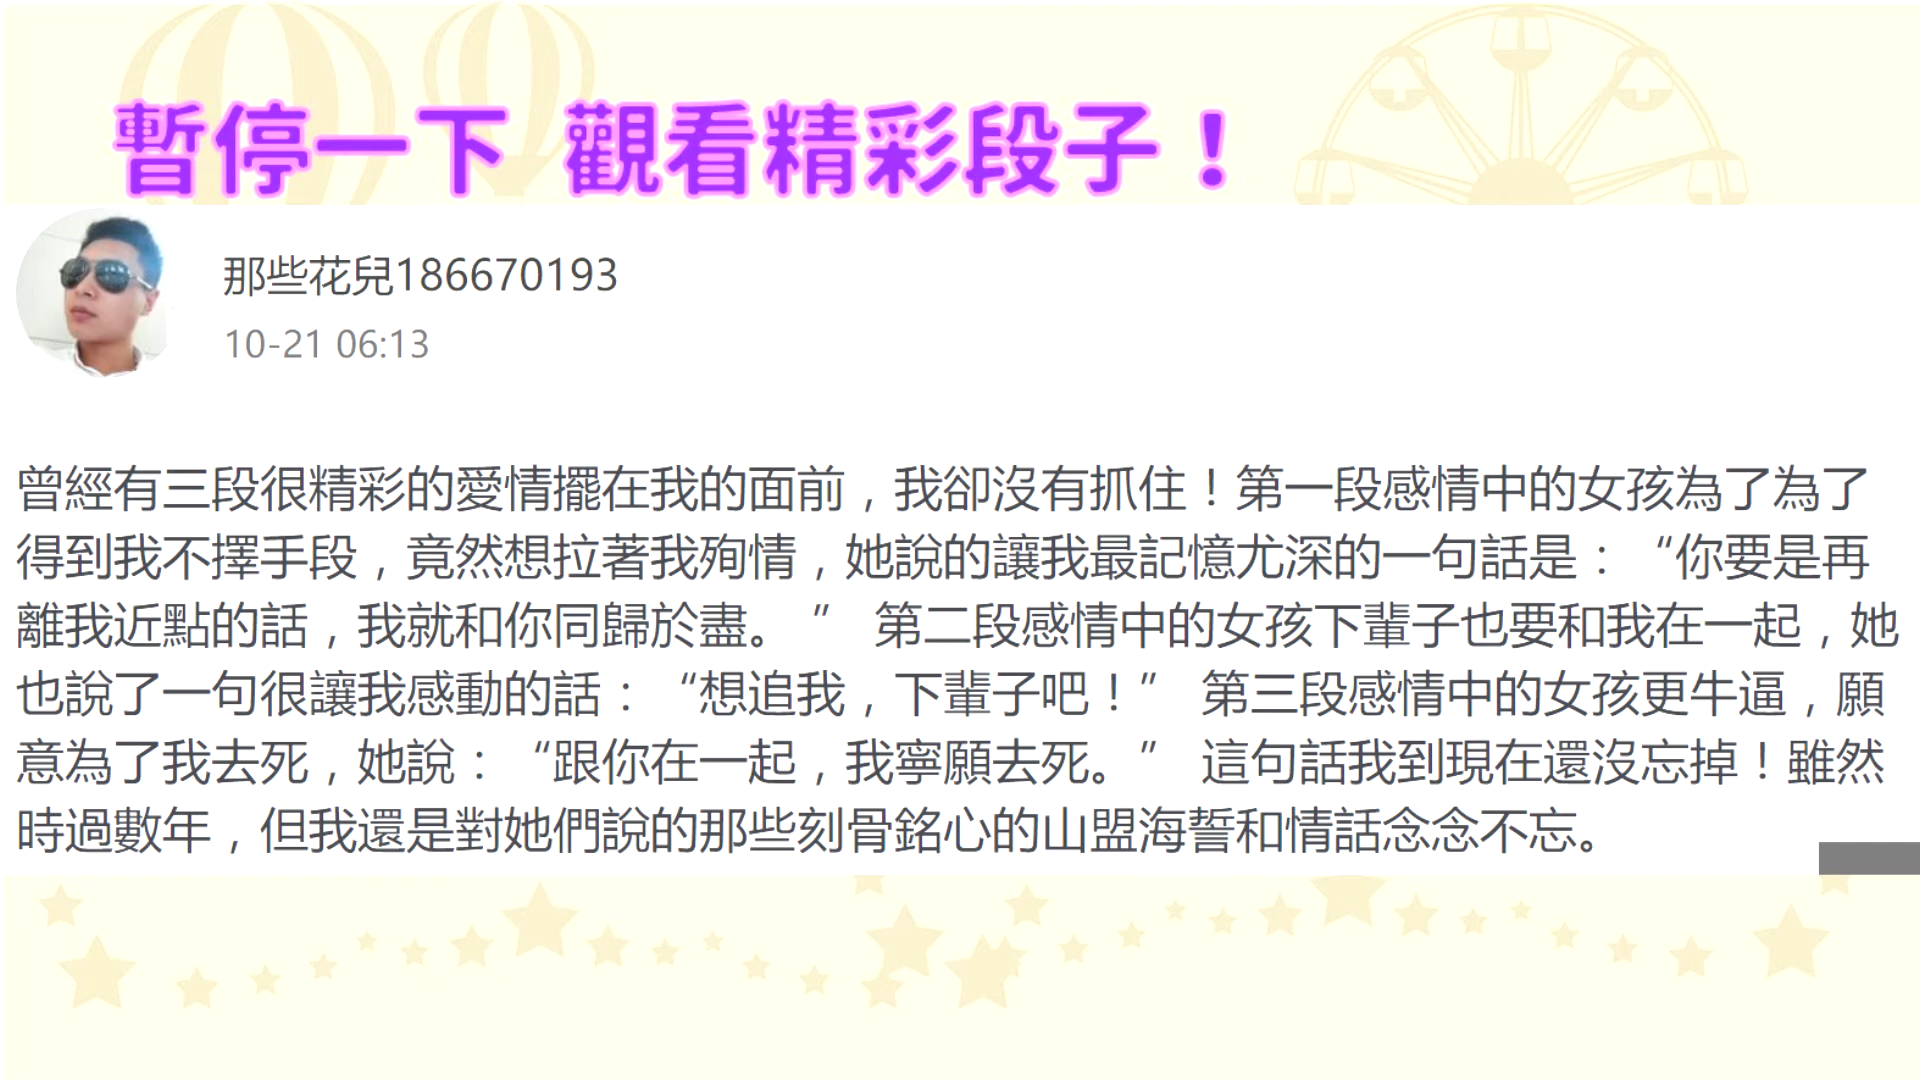 暫停一下 觀看精彩段子！
那些花兒186670193
10-21 06:13
曾經有三段很精彩的愛情擺在我的面前，我卻沒有抓住！第一段感情中的女孩為了為了
得到我不擇手段，竟然想拉著我殉情，她說的讓我最記憶尤深的一句話是：“你要是再
離我近點的話，我就和你同歸於盡。 ” 第二段感情中的女孩下輩子也要和我在一起，她
也說了一句很讓我感動的話：“想追我，下輩子吧！” 第三段感情中的女孩更牛逼，願
意為了我去死，她說：“跟你在一起，我寧願去死。” 這句話我到現在還沒忘掉！雖然
時過數年，但我還是對她們說的那些刻骨銘心的山盟海誓和情話念念不忘。